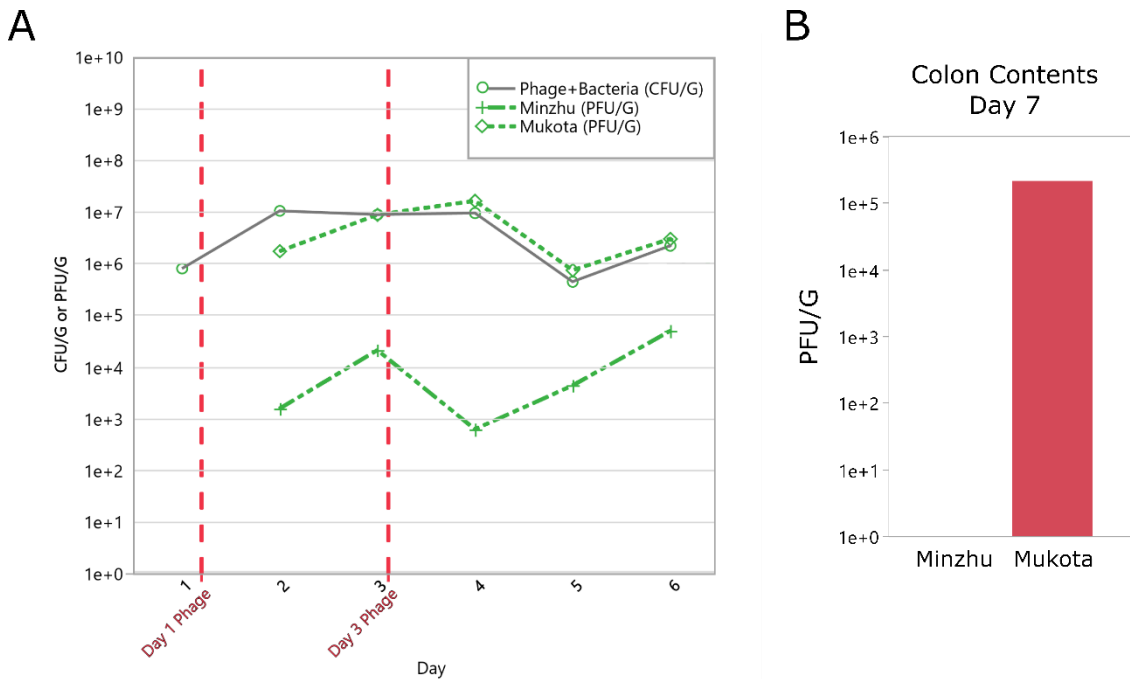 A
1e+10
1e+9
1e+8
1e+7
1e+6
1e+5
1e+4
1e+3
1e+2
1e+1
1e+0
CFU/G or PFU/G
Phage+Bacteria (CFU/G)
Minzhu (PFU/G)
Mukota (PFU/G)
1
2
3
4
5
6
Day 1 Phage
Day 3 Phage
Day
B
Colon Contents
Day 7
1e+6
1e+5
1e+4
1e+3
1e+2
1e+1
1e+0
PFU/G
Minzhu Mukota